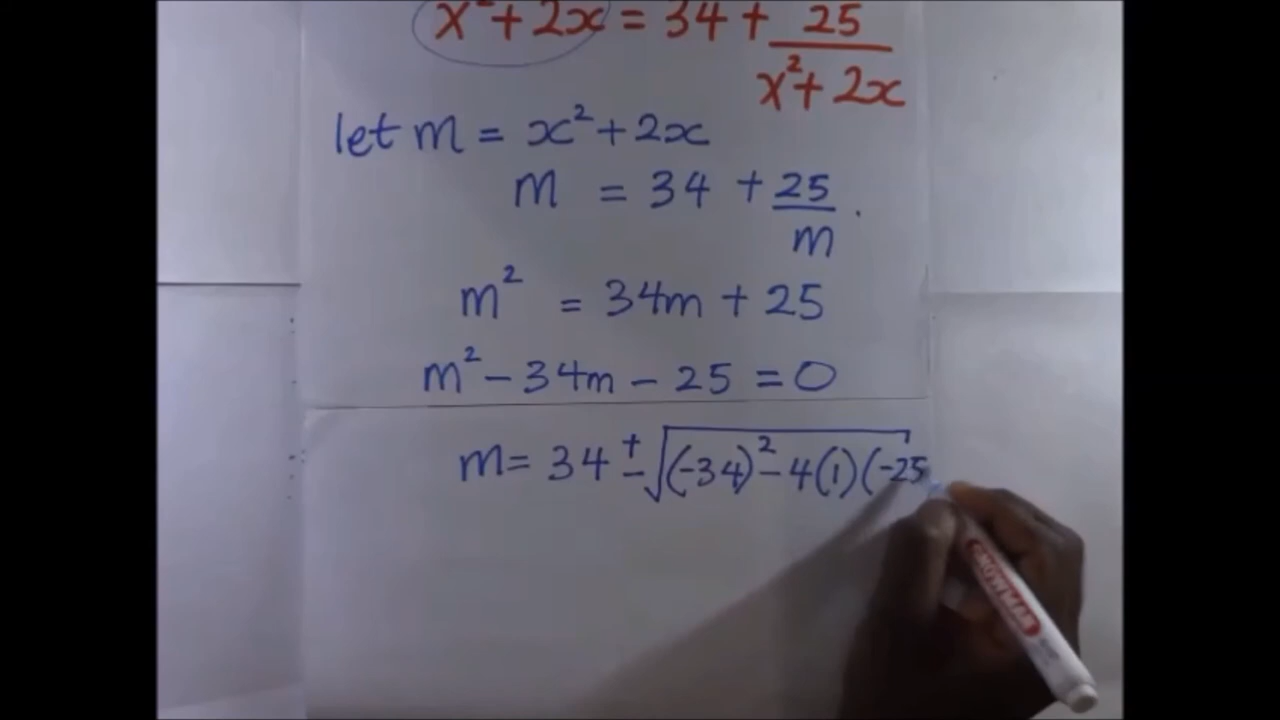 x²+2x = 34 + 25
x²+2x
let m = x²+2x
m = 34 + 25
m
m² = 34m + 25
m² - 34m - 25 = 0
m = 34 ± √(-34)² - 4(1)(-25
SNOWMAN